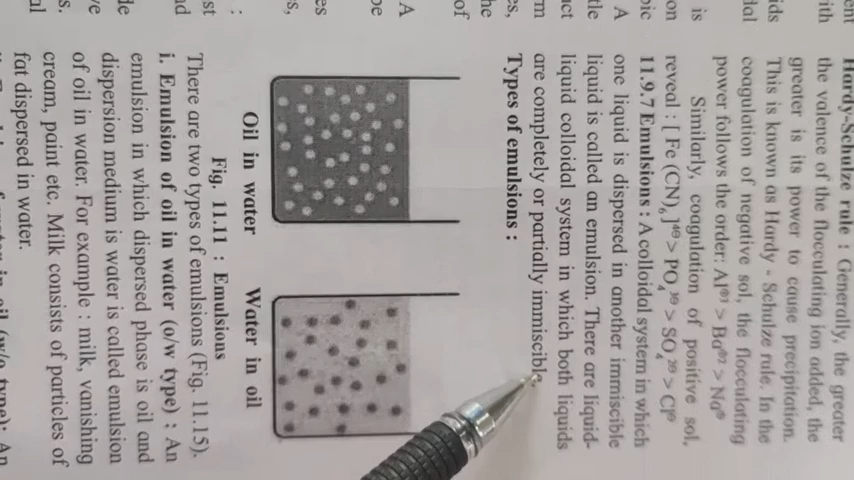 Hardy-Schulze rule : Generally, the greater
the valence of the flocculating ion added, the
greater is its power to cause precipitation.
This is known as Hardy - Schulze rule. In the
coagulation of negative sol, the flocculating
power follows the order: Al³⊕ > Ba²⊕ > Na⊕
Similarly, coagulation of positive sol,
reveal : [ Fe (CN)₆ ]⁴⊖ > PO₄³⊖ > SO₄²⊖ > Cl⊖
11.9.7 Emulsions : A colloidal system in which
one liquid is dispersed in another immiscible
liquid is called an emulsion. There are liquid-
liquid colloidal system in which both liquids
are completely or partially immiscible.
Types of emulsions :
Oil in water
Water in oil
Fig. 11.11 : Emulsions
There are two types of emulsions (Fig. 11.15).
i. Emulsion of oil in water (o/w type) : An
emulsion in which dispersed phase is oil and
dispersion medium is water is called emulsion
of oil in water. For example : milk, vanishing
cream, paint etc. Milk consists of particles of
fat dispersed in water.